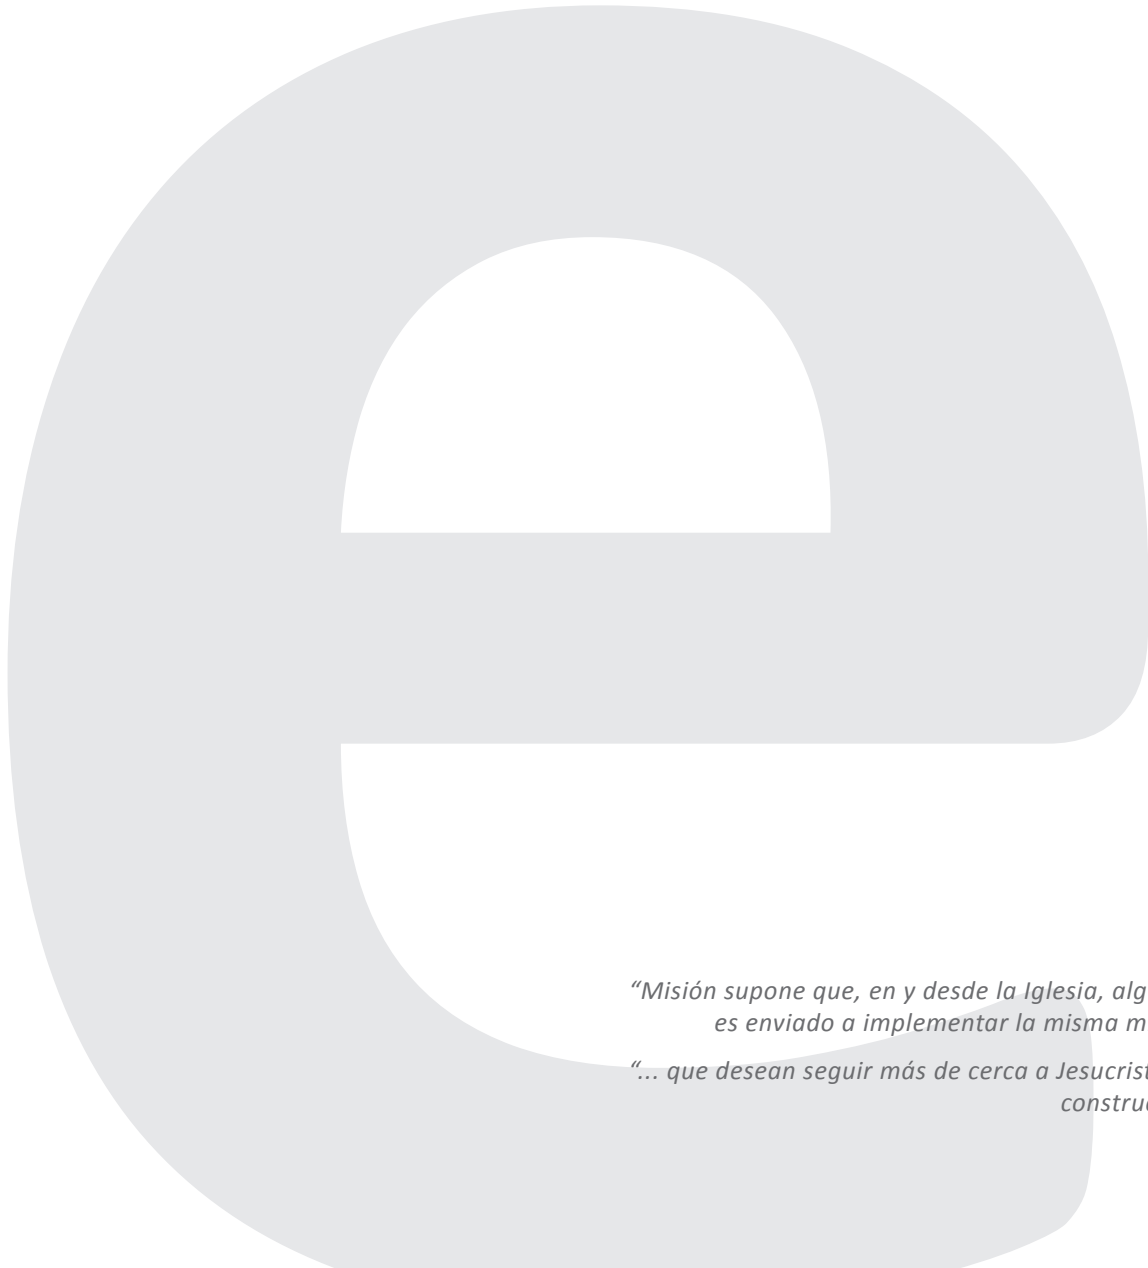 e
“Misión supone que, en y desde la Iglesia, alg
es enviado a implementar la misma m
“... que desean seguir más de cerca a Jesucrist
construc